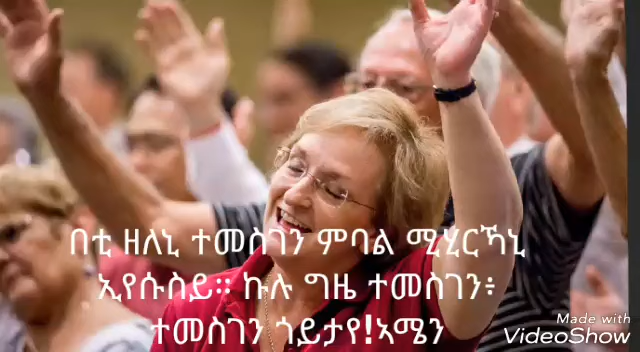 በቲ ዘለኒ ተመስገን ምባል ሚሂርኻኒ
ኢየሱስይ። ኩሉ ግዜ ተመስገን፥
ተመስገን ጎይታየ!ኣሜን
Made with
VideoShow